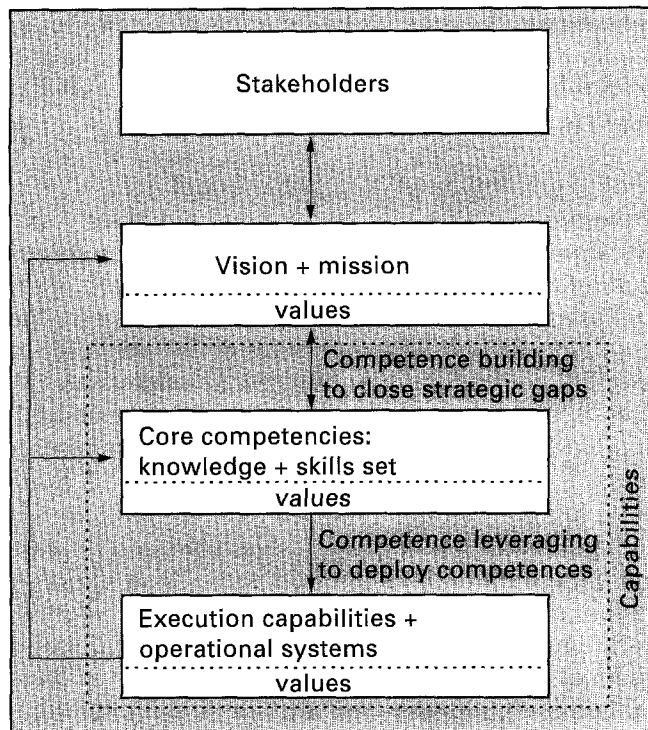 Stakeholders
Vision + mission
values
Competence building
to close strategic gaps
Core competencies:
knowledge + skills set
values
Competence leveraging
to deploy competences
Execution capabilities +
operational systems
values
Capabilities